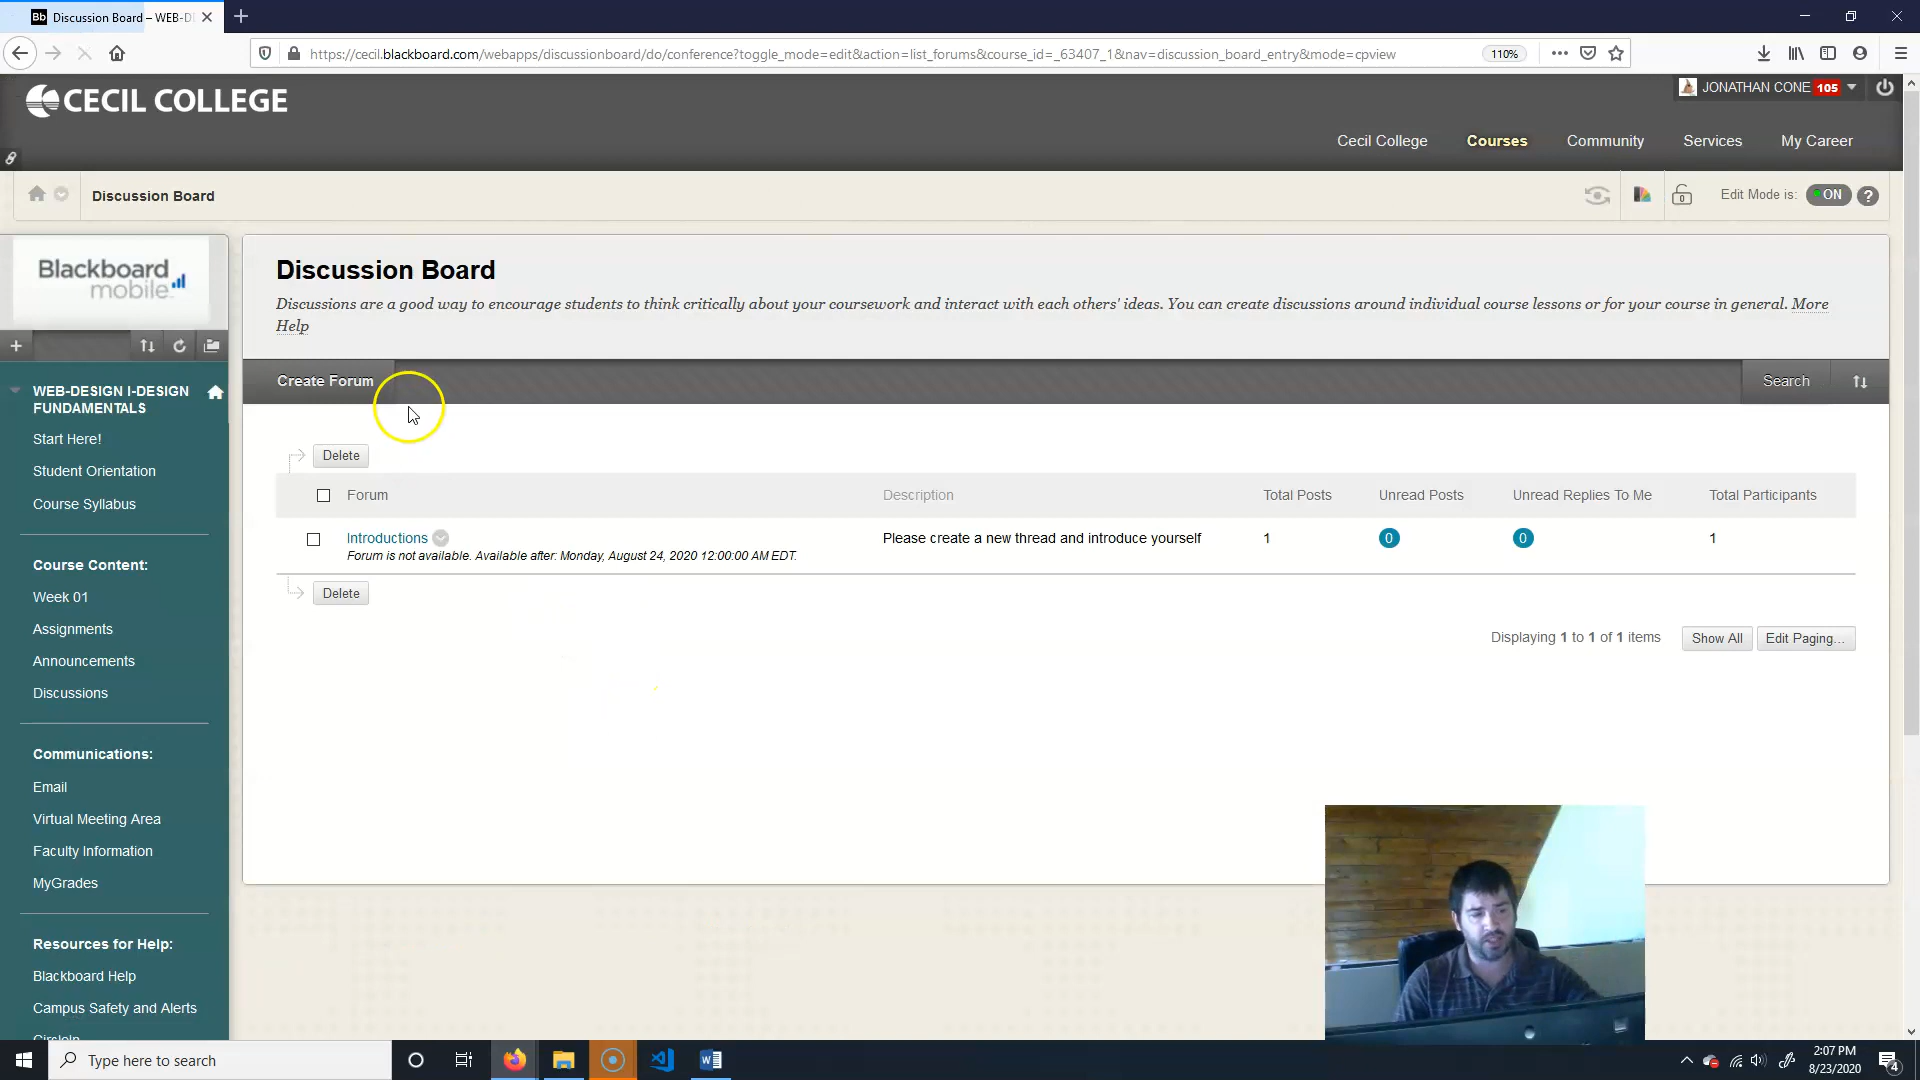 Bb Discussion Board – WEB-DE
https://cecil.blackboard.com/webapps/discussionboard/do/conference?toggle_mode=edit&action=list_forums&course_id=_63407_1&nav=discussion_board_entry&mode=cpview
110%
CECIL COLLEGE
JONATHAN CONE 105
Cecil College Courses Community Services My Career
Discussion Board
0
Edit Mode is: ON ?
Blackboard
mobile
Discussion Board
Discussions are a good way to encourage students to think critically about your coursework and interact with each others' ideas. You can create discussions around individual course lessons or for your course in general. More
Help
Create Forum
Search
WEB-DESIGN I-DESIGN
FUNDAMENTALS
Start Here!
Student Orientation
Course Syllabus
Course Content:
Week 01
Assignments
Announcements
Discussions
Communications:
Email
Virtual Meeting Area
Faculty Information
MyGrades
Resources for Help:
Blackboard Help
Campus Safety and Alerts
Delete
Forum Description Total Posts Unread Posts Unread Replies To Me Total Participants
Introductions Please create a new thread and introduce yourself 1 0 0 1
Forum is not available. Available after: Monday, August 24, 2020 12:00:00 AM EDT.
Delete
Displaying 1 to 1 of 1 items Show All Edit Paging...
Type here to search
2:07 PM
8/23/2020
4